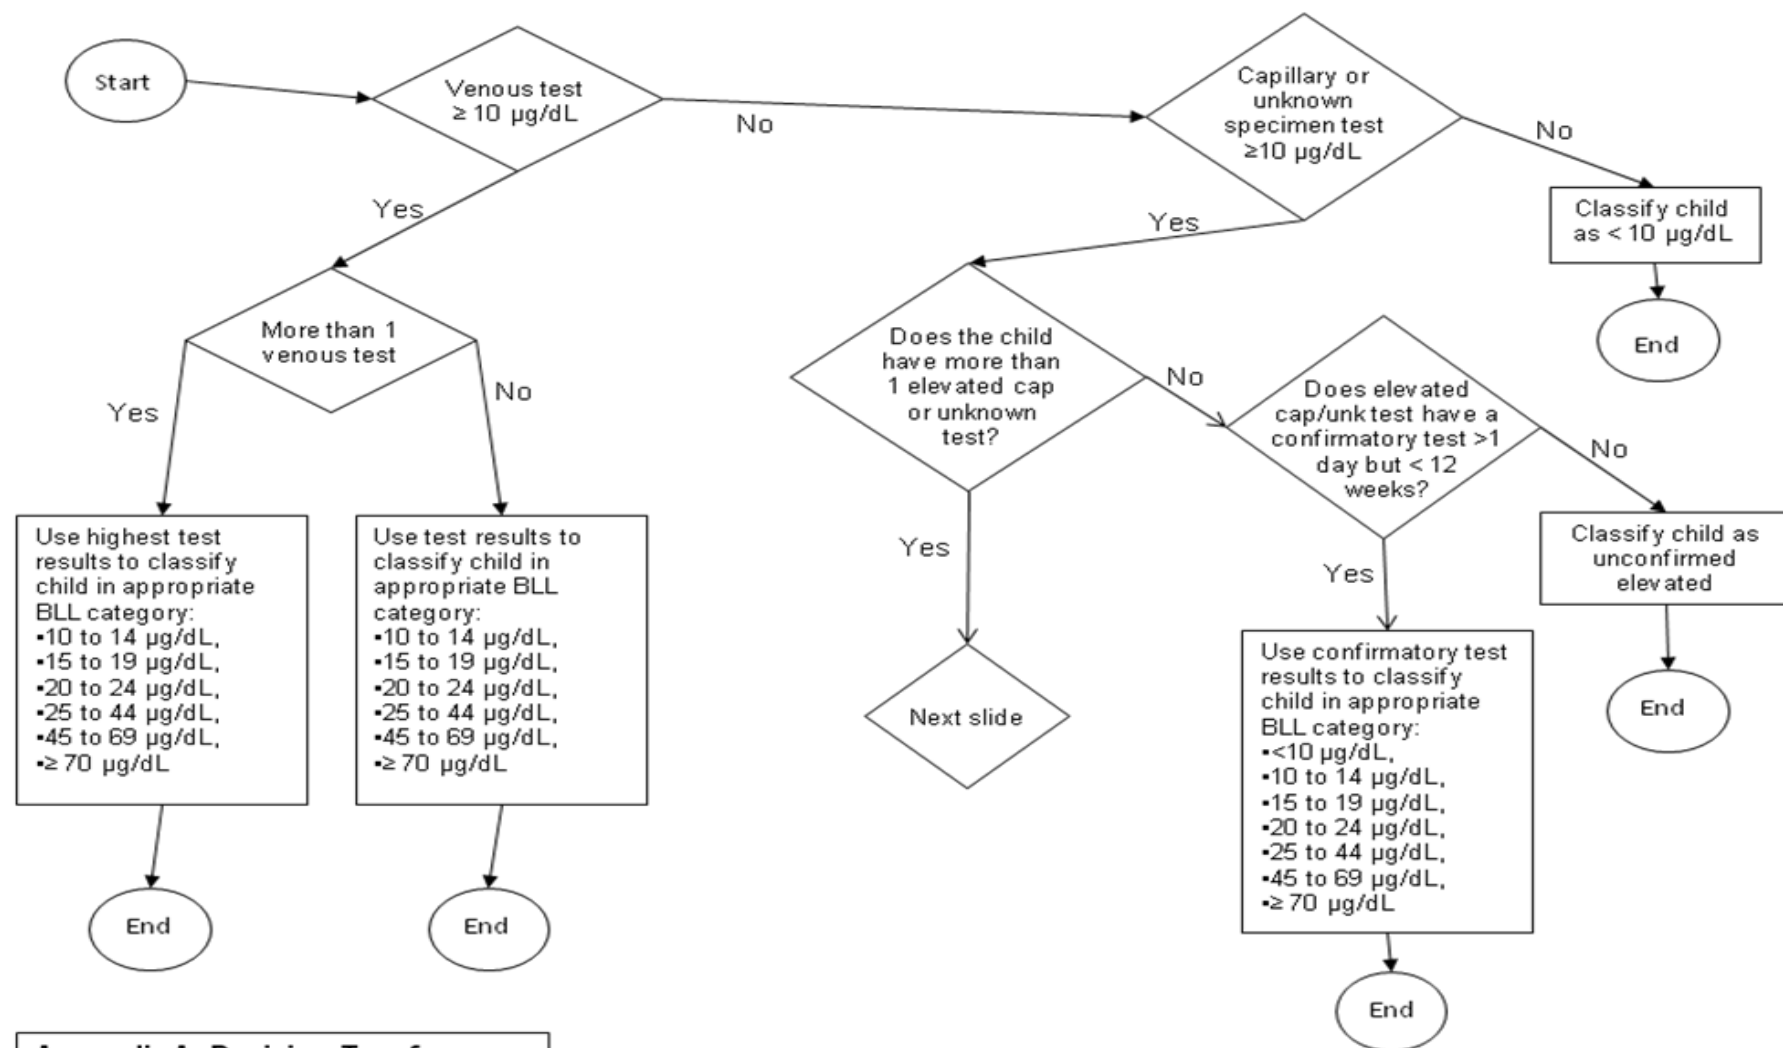 Start
Venous test
≥ 10 µg/dL
No
Capillary or
unknown
specimen test
≥10 µg/dL
No
Classify child
as < 10 µg/dL
End
Yes
Yes
More than 1
venous test
Yes
No
Does the child
have more than
1 elevated cap
or unknown
test?
No
Does elevated
cap/unk test have a
confirmatory test >1
day but < 12
weeks?
No
Classify child as
unconfirmed
elevated
End
Yes
Yes
Use highest test
results to classify
child in appropriate
BLL category:
▪10 to 14 µg/dL,
▪15 to 19 µg/dL,
▪20 to 24 µg/dL,
▪25 to 44 µg/dL,
▪45 to 69 µg/dL,
▪≥ 70 µg/dL
End
Use test results to
classify child in
appropriate BLL
category:
▪10 to 14 µg/dL,
▪15 to 19 µg/dL,
▪20 to 24 µg/dL,
▪25 to 44 µg/dL,
▪45 to 69 µg/dL,
▪≥ 70 µg/dL
End
Next slide
Use confirmatory test
results to classify
child in appropriate
BLL category:
▪<10 µg/dL,
▪10 to 14 µg/dL,
▪15 to 19 µg/dL,
▪20 to 24 µg/dL,
▪25 to 44 µg/dL,
▪45 to 69 µg/dL,
▪≥ 70 µg/dL
End